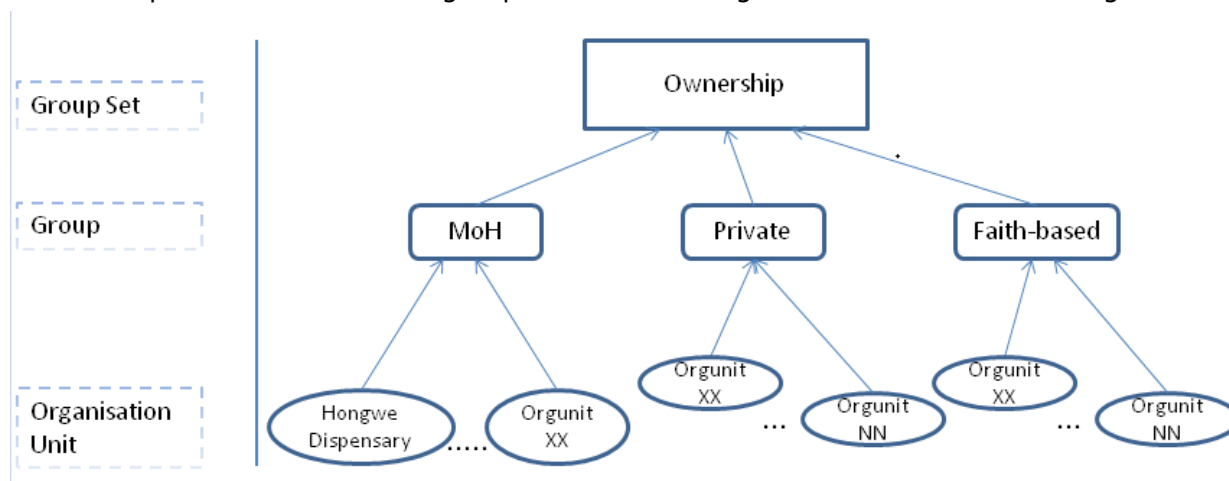 Ownership
Group Set
Group
MoH
Private
Faith-based
Orgunit
XX
Orgunit
XX
Organisation
Unit
Hongwe
Dispensary
.....
Orgunit
XX
...
Orgunit
NN
...
Orgunit
NN